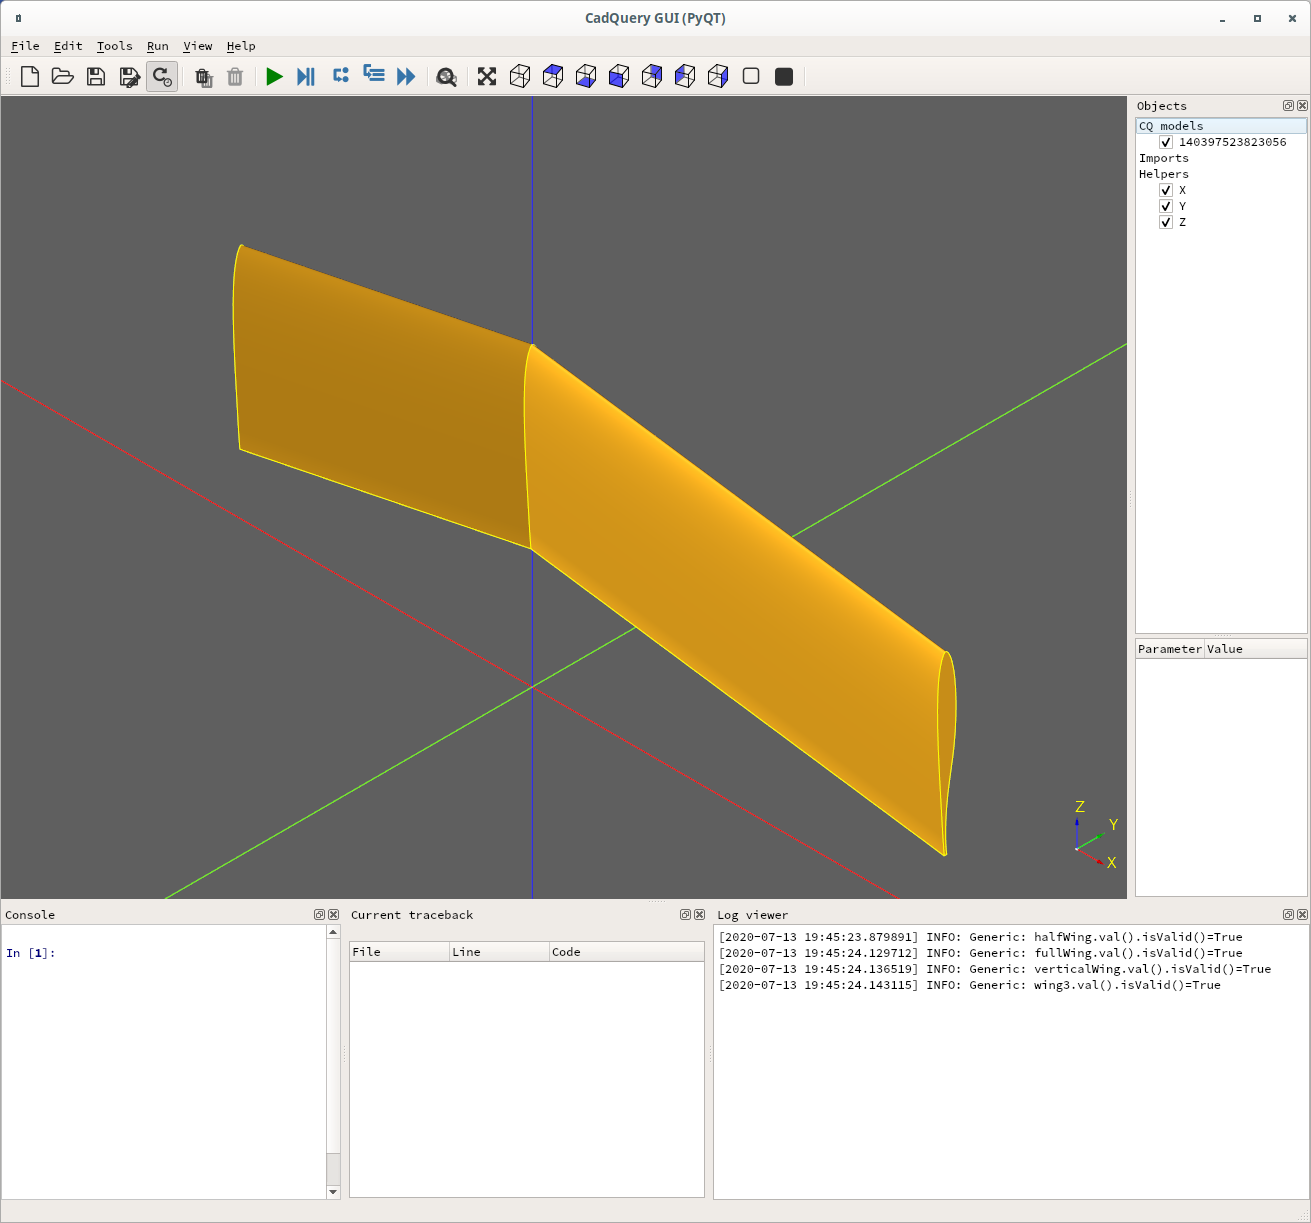 CadQuery GUI (PyQT)
File Edit Tools Run View Help
Objects
CQ models
140397523823056
Imports
Helpers
X
Y
Z
Parameter Value
Z
Y
X
Console
In [1]:
Current traceback
File Line Code
Log viewer
[2020-07-13 19:45:23.879891] INFO: Generic: halfWing.val().isValid()=True
[2020-07-13 19:45:24.129712] INFO: Generic: fullWing.val().isValid()=True
[2020-07-13 19:45:24.136519] INFO: Generic: verticalWing.val().isValid()=True
[2020-07-13 19:45:24.143115] INFO: Generic: wing3.val().isValid()=True